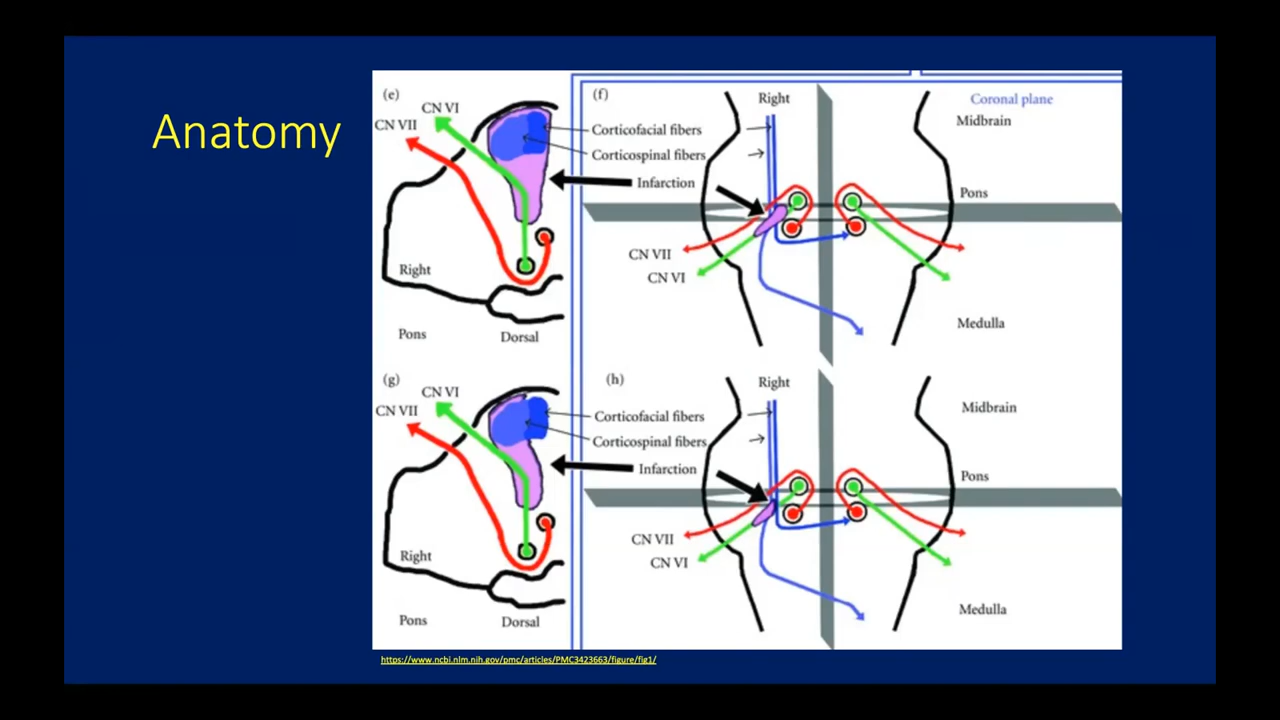 Anatomy
(e)
CN VI
CN VII
Right
Pons
Dorsal
Corticofacial fibers
Corticospinal fibers
Infarction
(f)
Right
Coronal plane
Midbrain
Pons
CN VII
CN VI
Medulla
(g)
CN VI
CN VII
Right
Pons
Dorsal
Corticofacial fibers
Corticospinal fibers
Infarction
(h)
Right
Midbrain
Pons
CN VII
CN VI
Medulla
https://www.ncbi.nlm.nih.gov/pmc/articles/PMC3423663/figure/fig1/